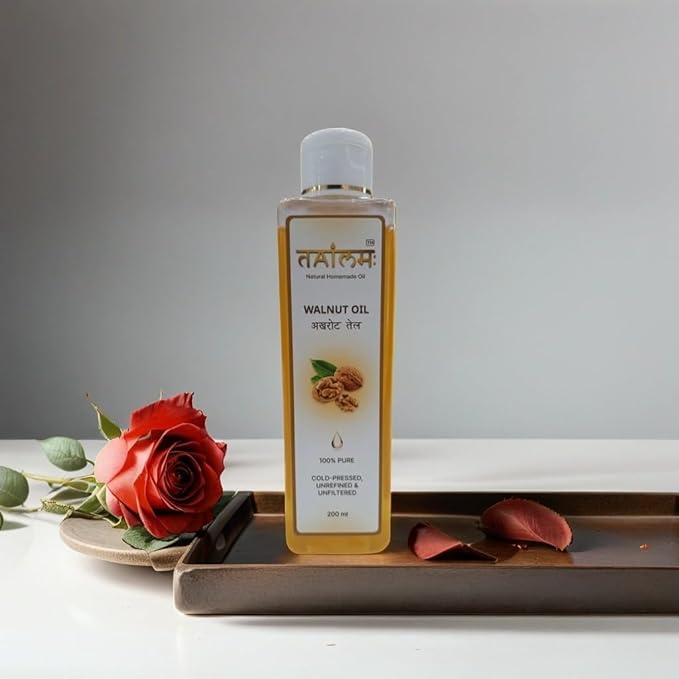 तAiलमः
TM
Natural Homemade Oil
WALNUT OIL
अखरोट तेल
100% PURE
COLD-PRESSED,
UNREFINED &
UNFILTERED
200 ml